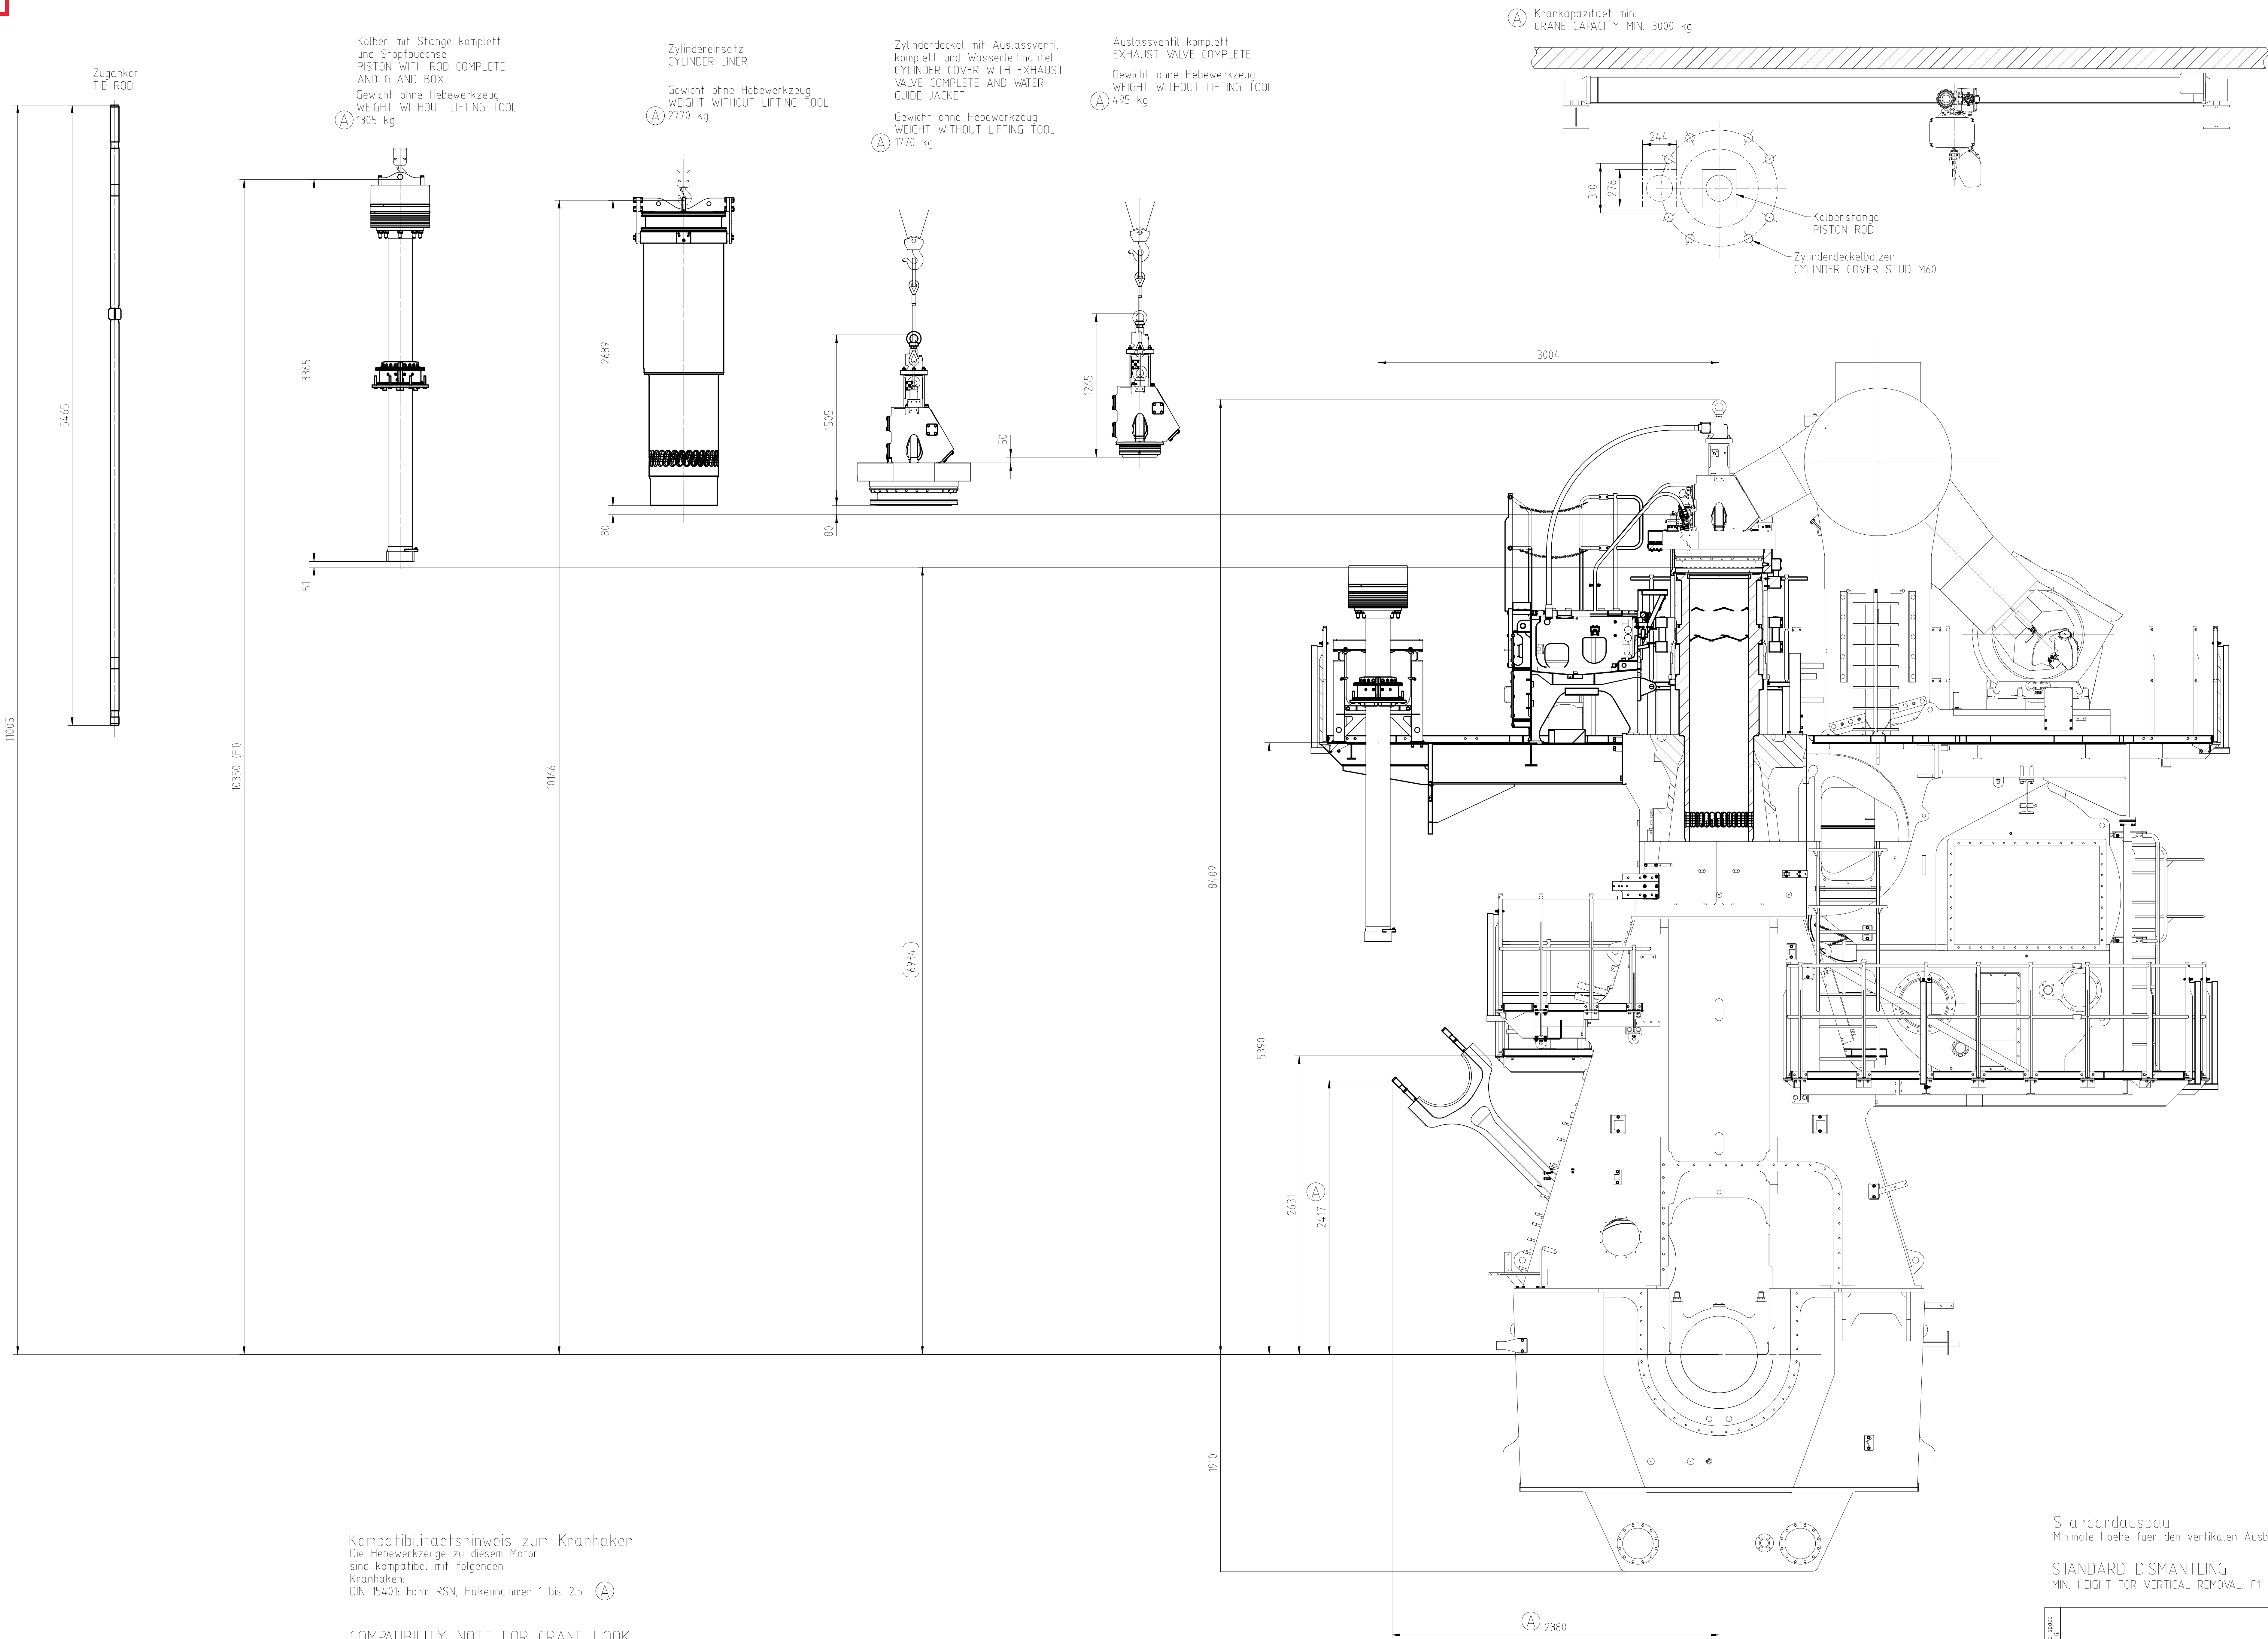 Zuganker
TIE ROD
Kolben mit Stange komplett
und Stopfbuechse
PISTON WITH ROD COMPLETE
AND GLAND BOX
Gewicht ohne Hebewerkzeug
WEIGHT WITHOUT LIFTING TOOL
A 1305 kg
Zylindereinsatz
CYLINDER LINER
Gewicht ohne Hebewerkzeug
WEIGHT WITHOUT LIFTING TOOL
A 2770 kg
Zylinderdeckel mit Auslassventil
komplett und Wasserleitmantel
CYLINDER COVER WITH EXHAUST
VALVE COMPLETE AND WATER
GUIDE JACKET
Gewicht ohne Hebewerkzeug
WEIGHT WITHOUT LIFTING TOOL
A 1770 kg
Auslassventil komplett
EXHAUST VALVE COMPLETE
Gewicht ohne Hebewerkzeug
WEIGHT WITHOUT LIFTING TOOL
A 495 kg
A Krankapazitaet min.
CRANE CAPACITY MIN. 3000 kg
244
310
276
Kolbenstange
PISTON ROD
Zylinderdeckelbolzen
CYLINDER COVER STUD M60
11005
5465
10350 (F1)
3365
51
10166
2689
80
1505
80
50
1265
(6934)
3004
8409
1910
5390
2631
2417 A
A 2880
Kompatibilitaetshinweis zum Kranhaken
Die Hebewerkzeuge zu diesem Motor
sind kompatibel mit folgenden
Kranhaken:
DIN 15401: Form RSN, Hakennummer 1 bis 2.5 A
COMPATIBILITY NOTE FOR CRANE HOOK
Standardausbau
Minimale Hoehe fuer den vertikalen Ausb
STANDARD DISMANTLING
MIN. HEIGHT FOR VERTICAL REMOVAL: F1
space